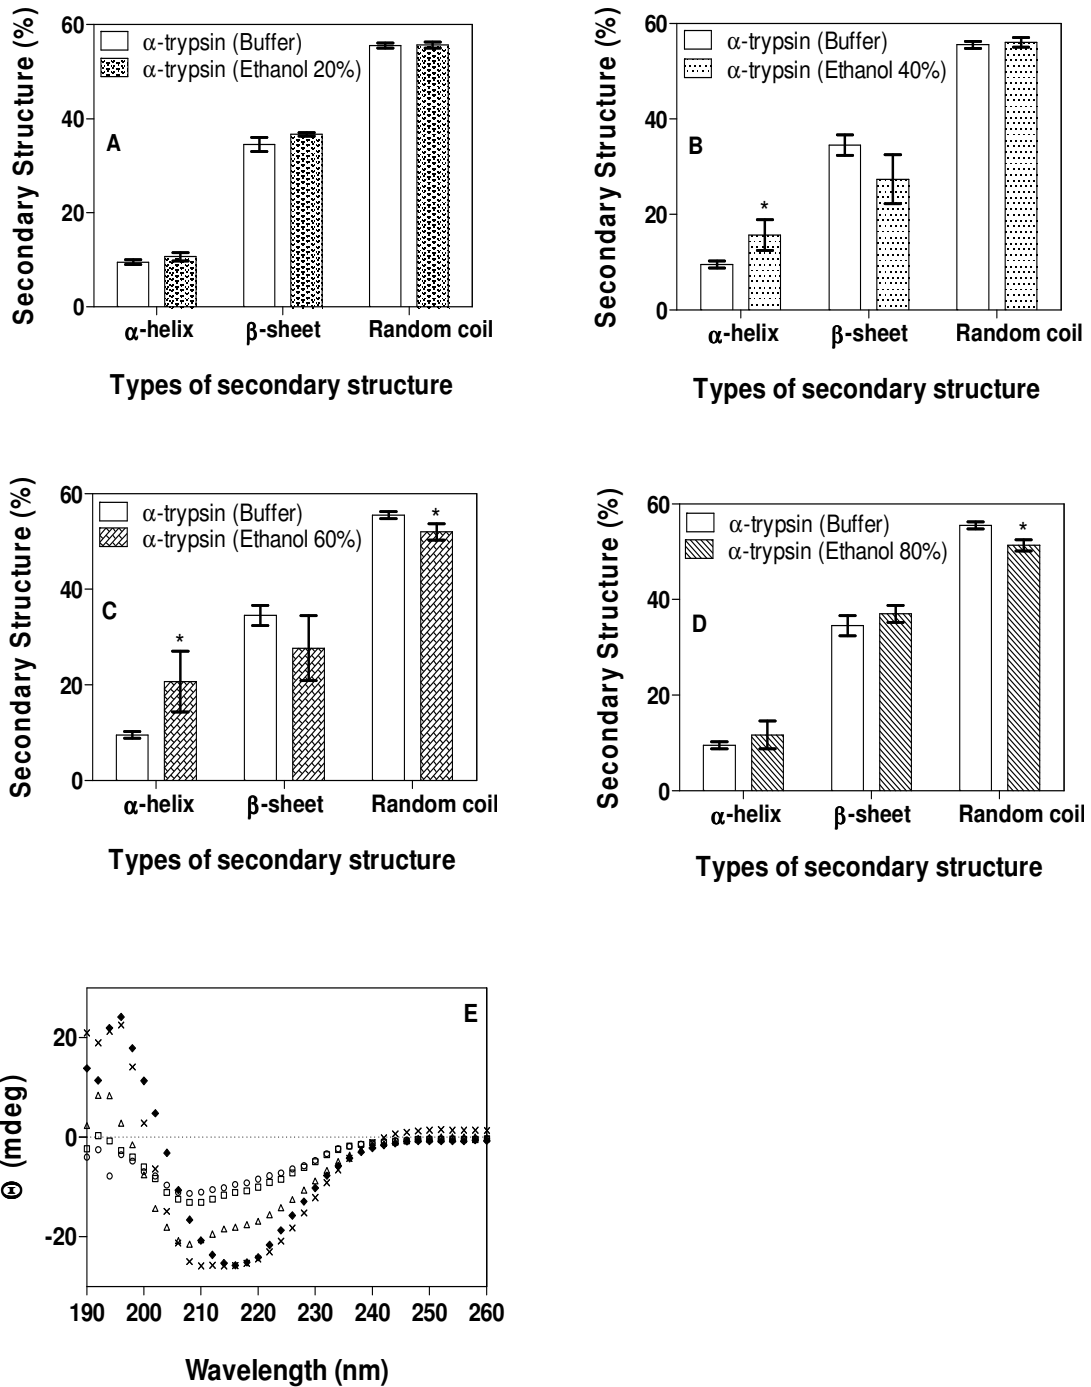 Secondary Structure (%)
60
40
20
0
α-trypsin (Buffer)
α-trypsin (Ethanol 20%)
A
α-helix
β-sheet
Random coil
Types of secondary structure
Secondary Structure (%)
60
40
20
0
α-trypsin (Buffer)
α-trypsin (Ethanol 40%)
B
*
α-helix
β-sheet
Random coil
Types of secondary structure
Secondary Structure (%)
60
40
20
0
α-trypsin (Buffer)
α-trypsin (Ethanol 60%)
C
*
*
α-helix
β-sheet
Random coil
Types of secondary structure
Secondary Structure (%)
60
40
20
0
α-trypsin (Buffer)
α-trypsin (Ethanol 80%)
D
*
α-helix
β-sheet
Random coil
Types of secondary structure
Θ (mdeg)
20
0
-20
E
190 200 210 220 230 240 250 260
Wavelength (nm)